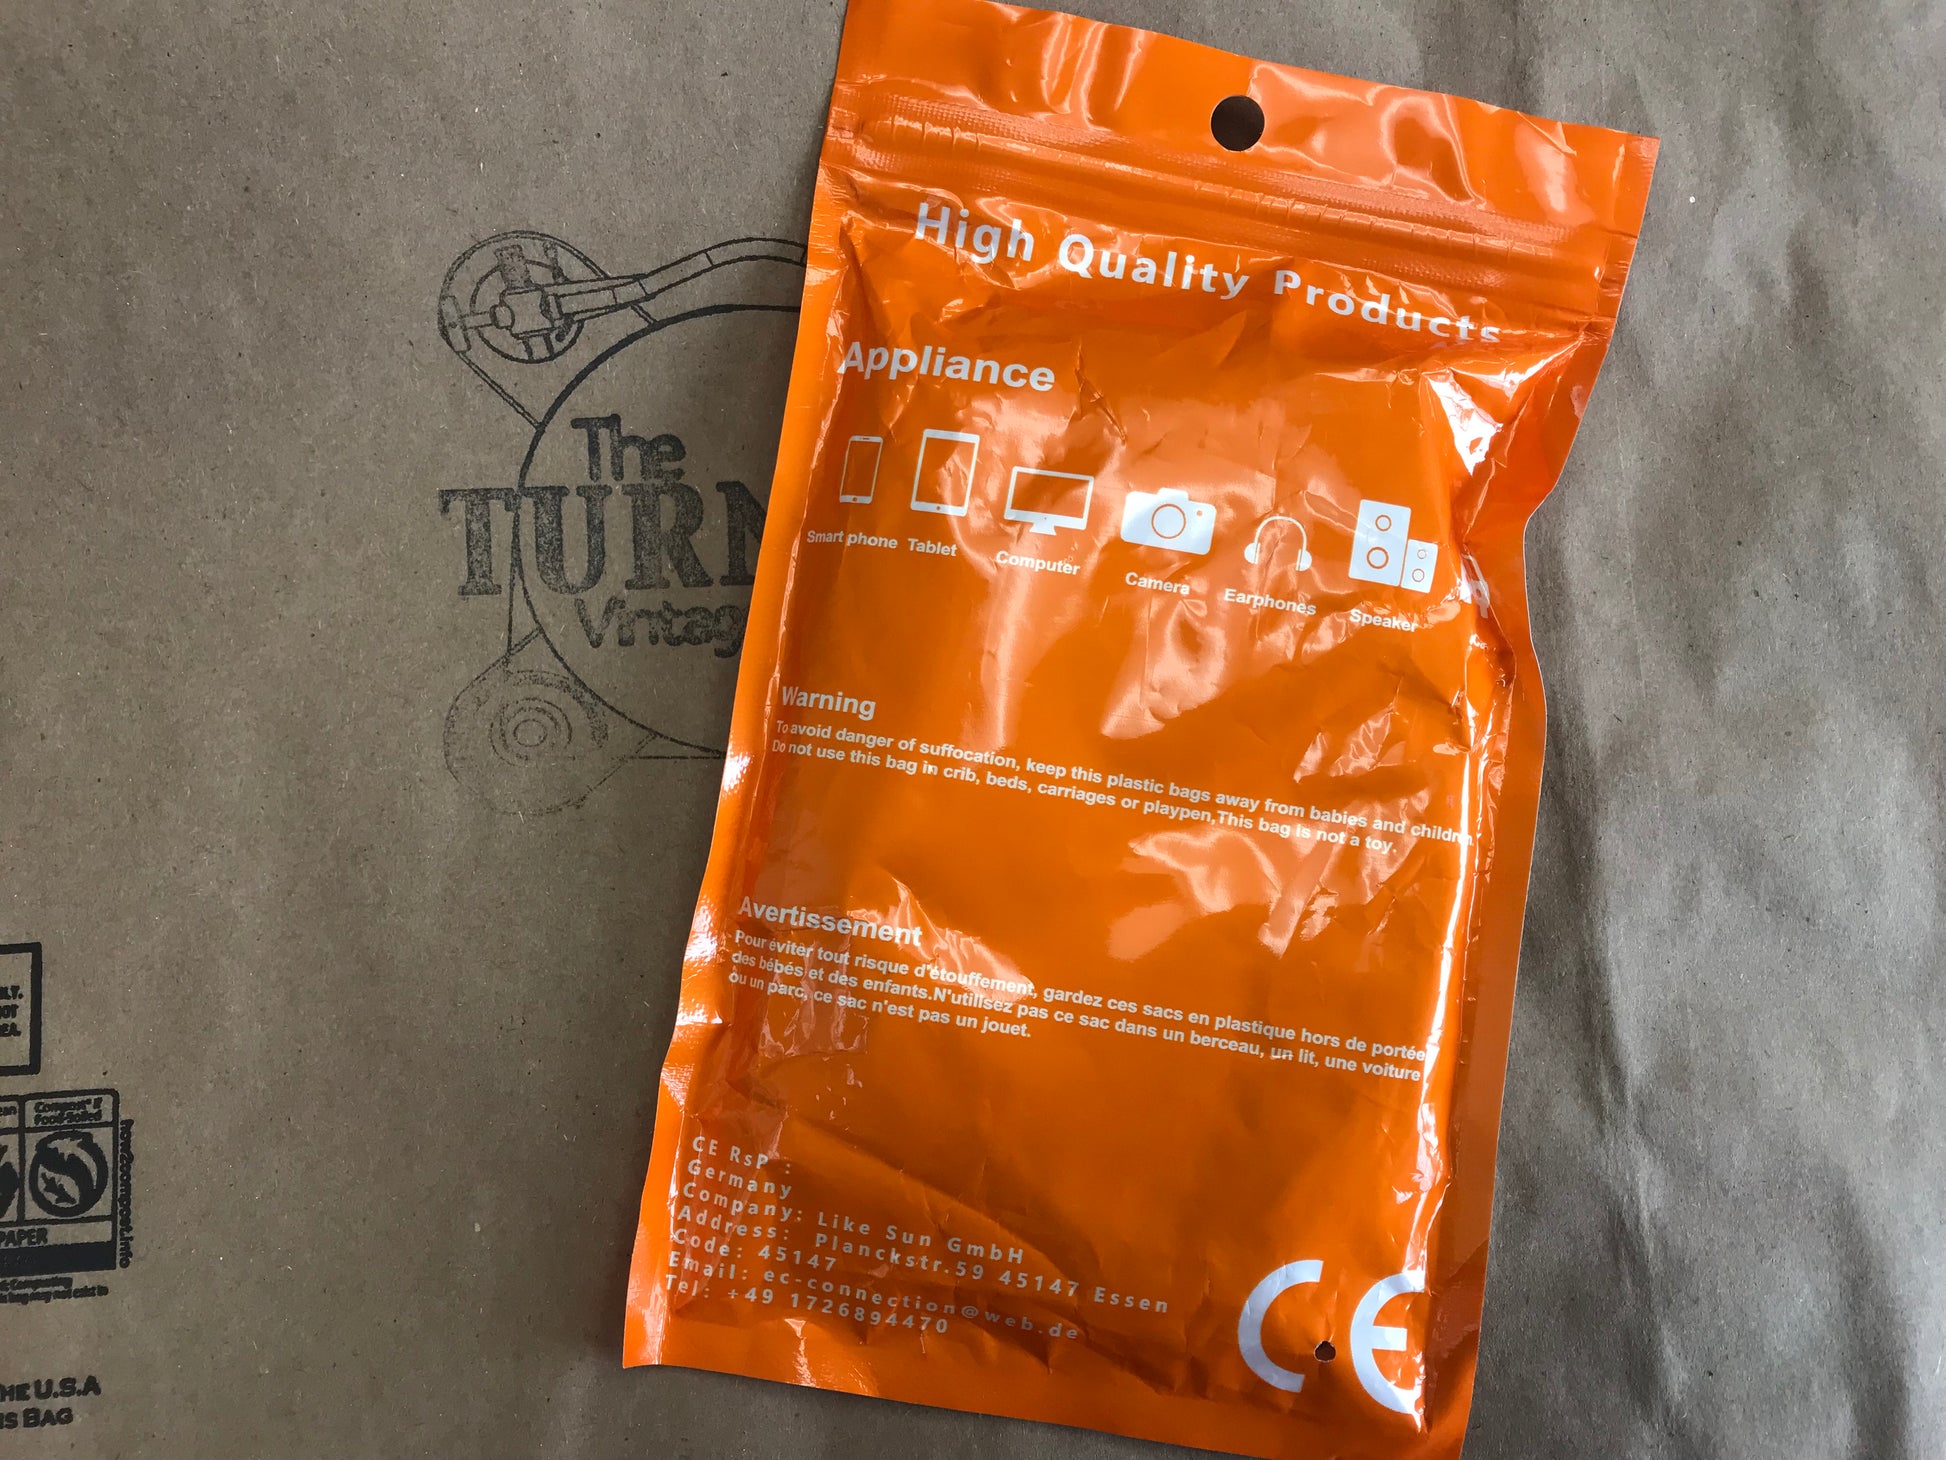 High Quality Products
Appliance
Smart phone Tablet Computer Camera Earphones Speaker
Warning
To avoid danger of suffocation, keep this plastic bags away from babies and children
Do not use this bag in crib, beds, carriages or playpen,This bag is not a toy.
Avertissement
Pour éviter tout risque d'étouffement, gardez ces sacs en plastique hors de portée
des bébés et des enfants.N'utilisez pas ce sac dans un berceau, un lit, une voiture
ou un parc, ce sac n'est pas un jouet.
CE RsP :
Germany
Company: Like Sun GmbH
Address: Planckstr.59 45147 Essen
Code: 45147
Email: ec-connection@web.de
Tel: +49 1726894470
CE
The
TURN
Vintag
PAPER
how2compost.info
HE U.S.A
IS BAG